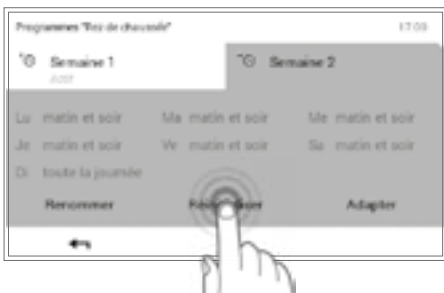 Programmes "Rez de chaussée" 17:09
Semaine 1 Semaine 2
Lu matin et soir Ma matin et soir Me matin et soir
Je matin et soir Ve matin et soir Sa matin et soir
Di toute la journée
Renommer Adapter